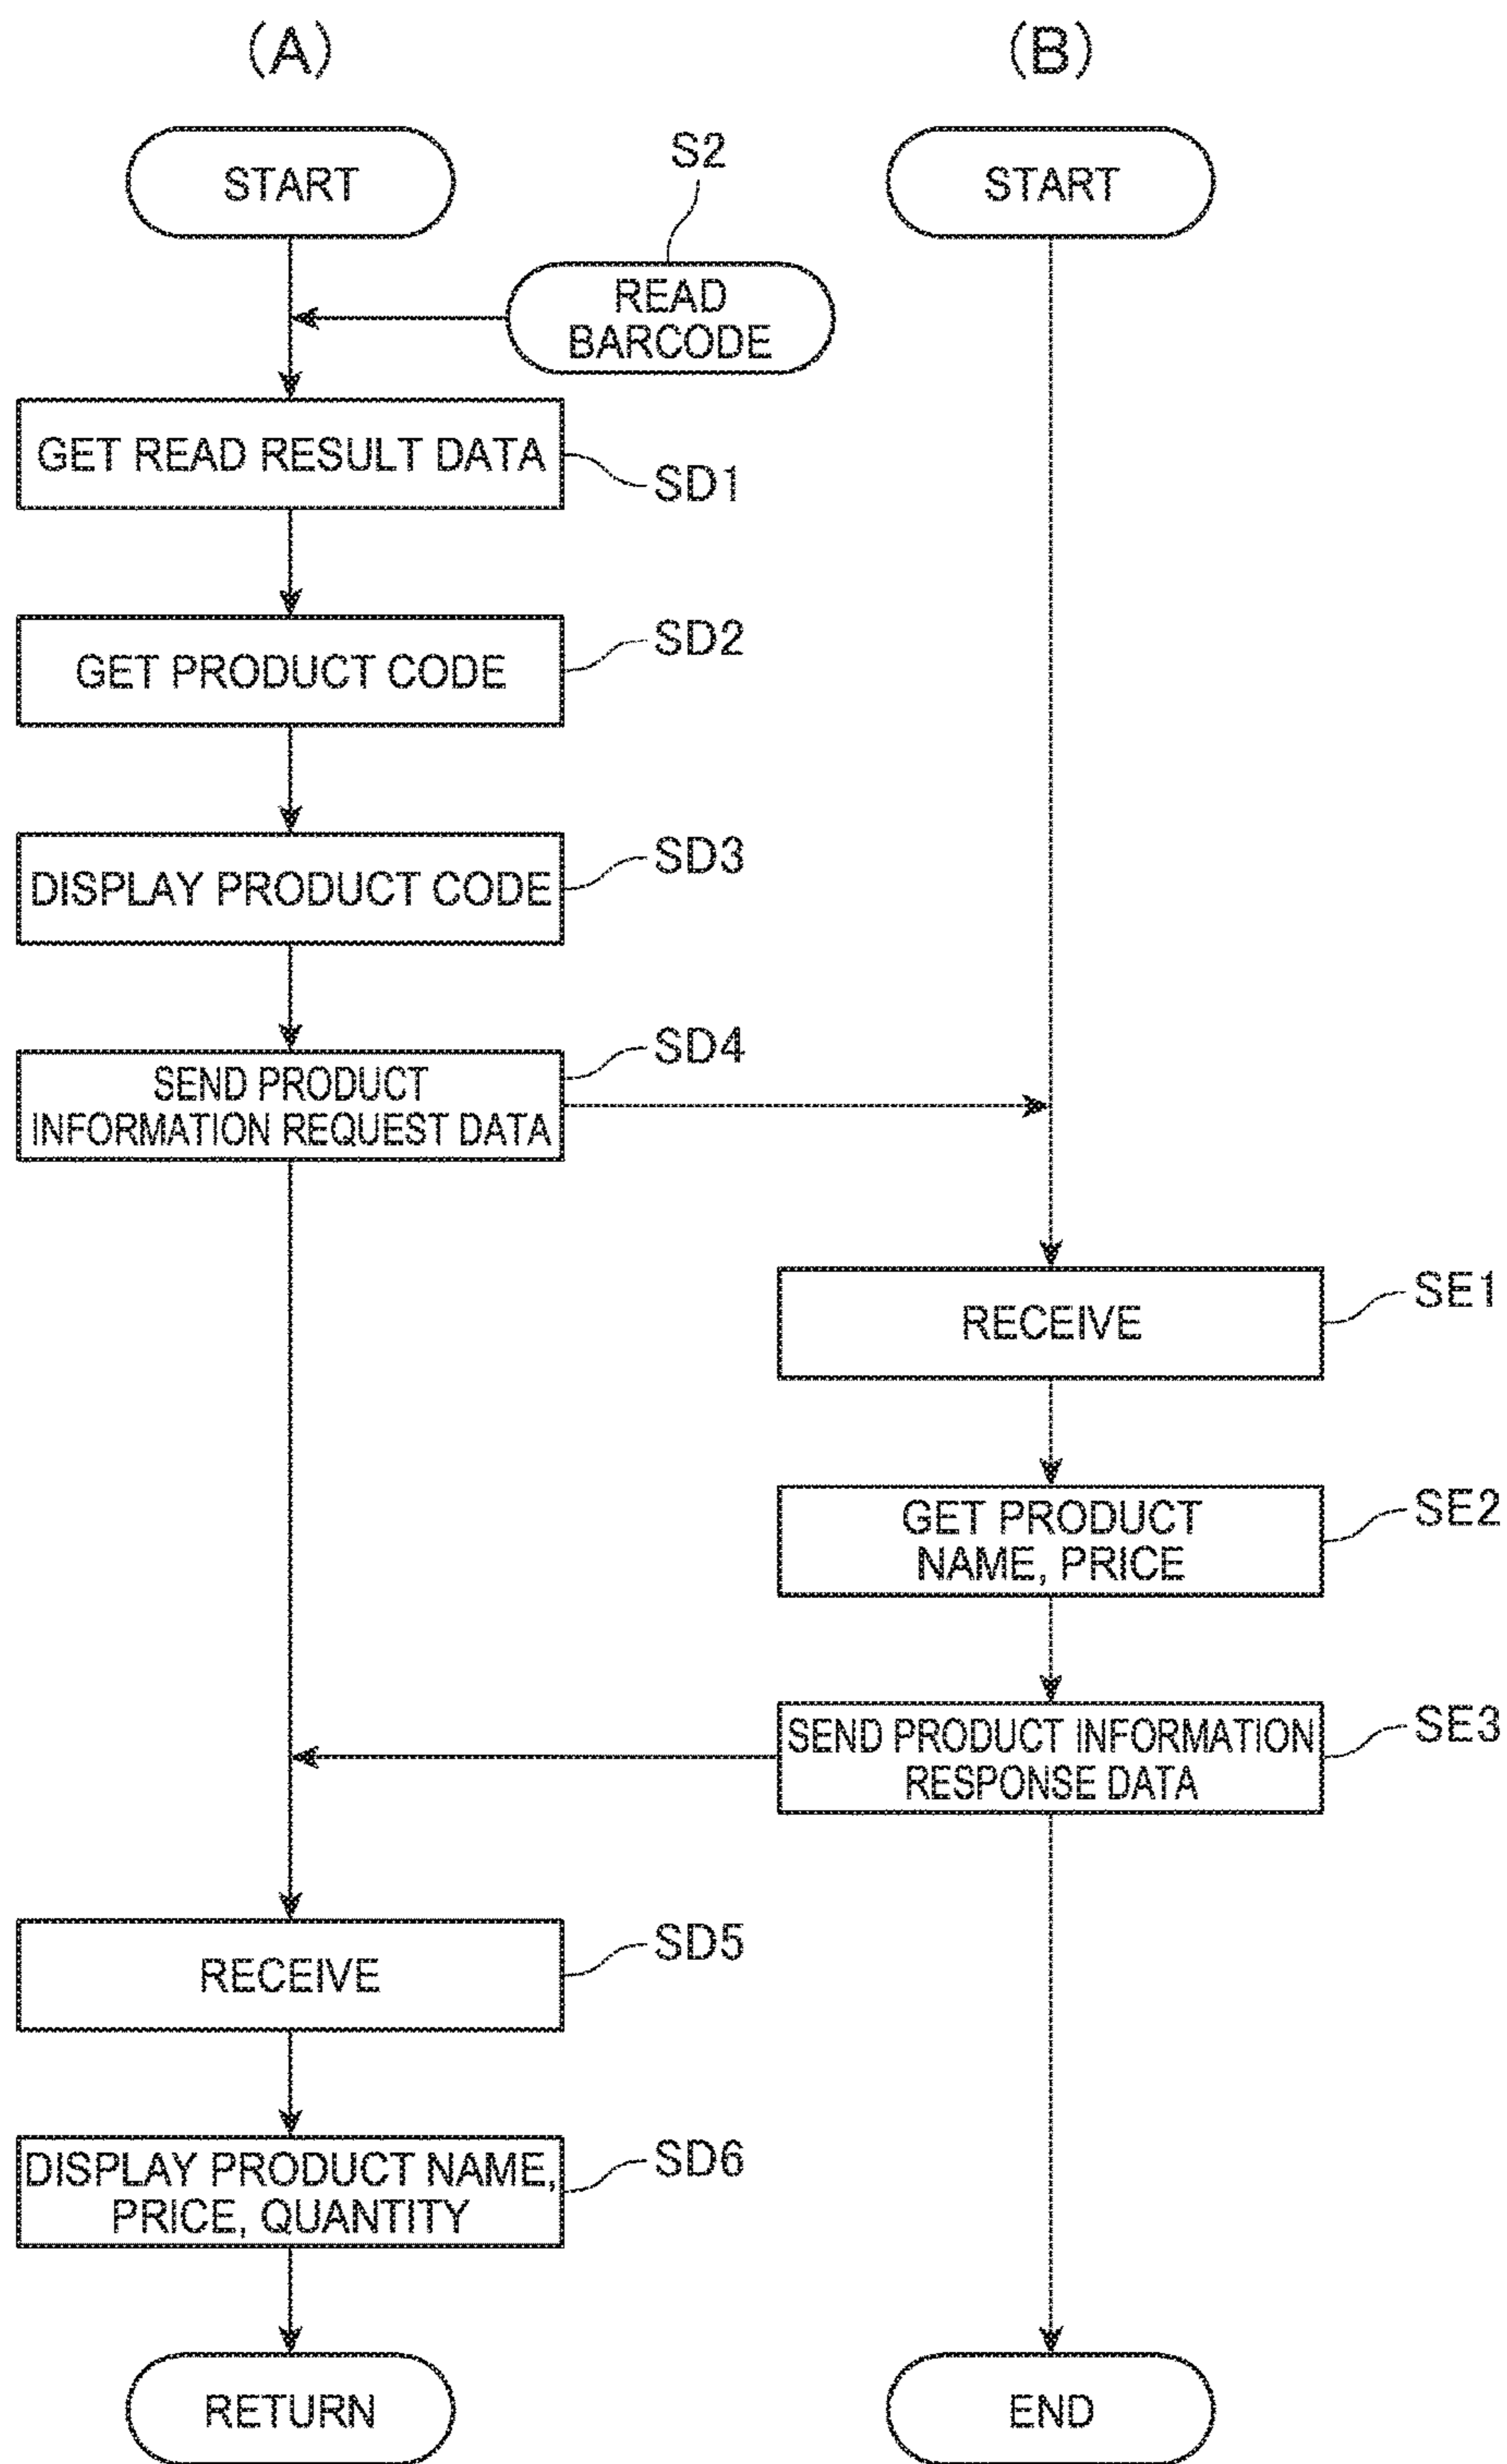 (A)
(B)
START
S2
START
READ
BARCODE
GET READ RESULT DATA
SD1
GET PRODUCT CODE
SD2
DISPLAY PRODUCT CODE
SD3
SEND PRODUCT
INFORMATION REQUEST DATA
SD4
RECEIVE
SE1
GET PRODUCT
NAME, PRICE
SE2
SEND PRODUCT INFORMATION
RESPONSE DATA
SE3
RECEIVE
SD5
DISPLAY PRODUCT NAME,
PRICE, QUANTITY
SD6
RETURN
END